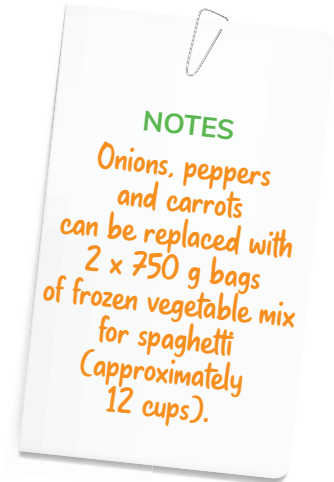 NOTES
Onions, peppers
and carrots
can be replaced with
2 x 750 g bags
of frozen vegetable mix
for spaghetti
(approximately
12 cups).